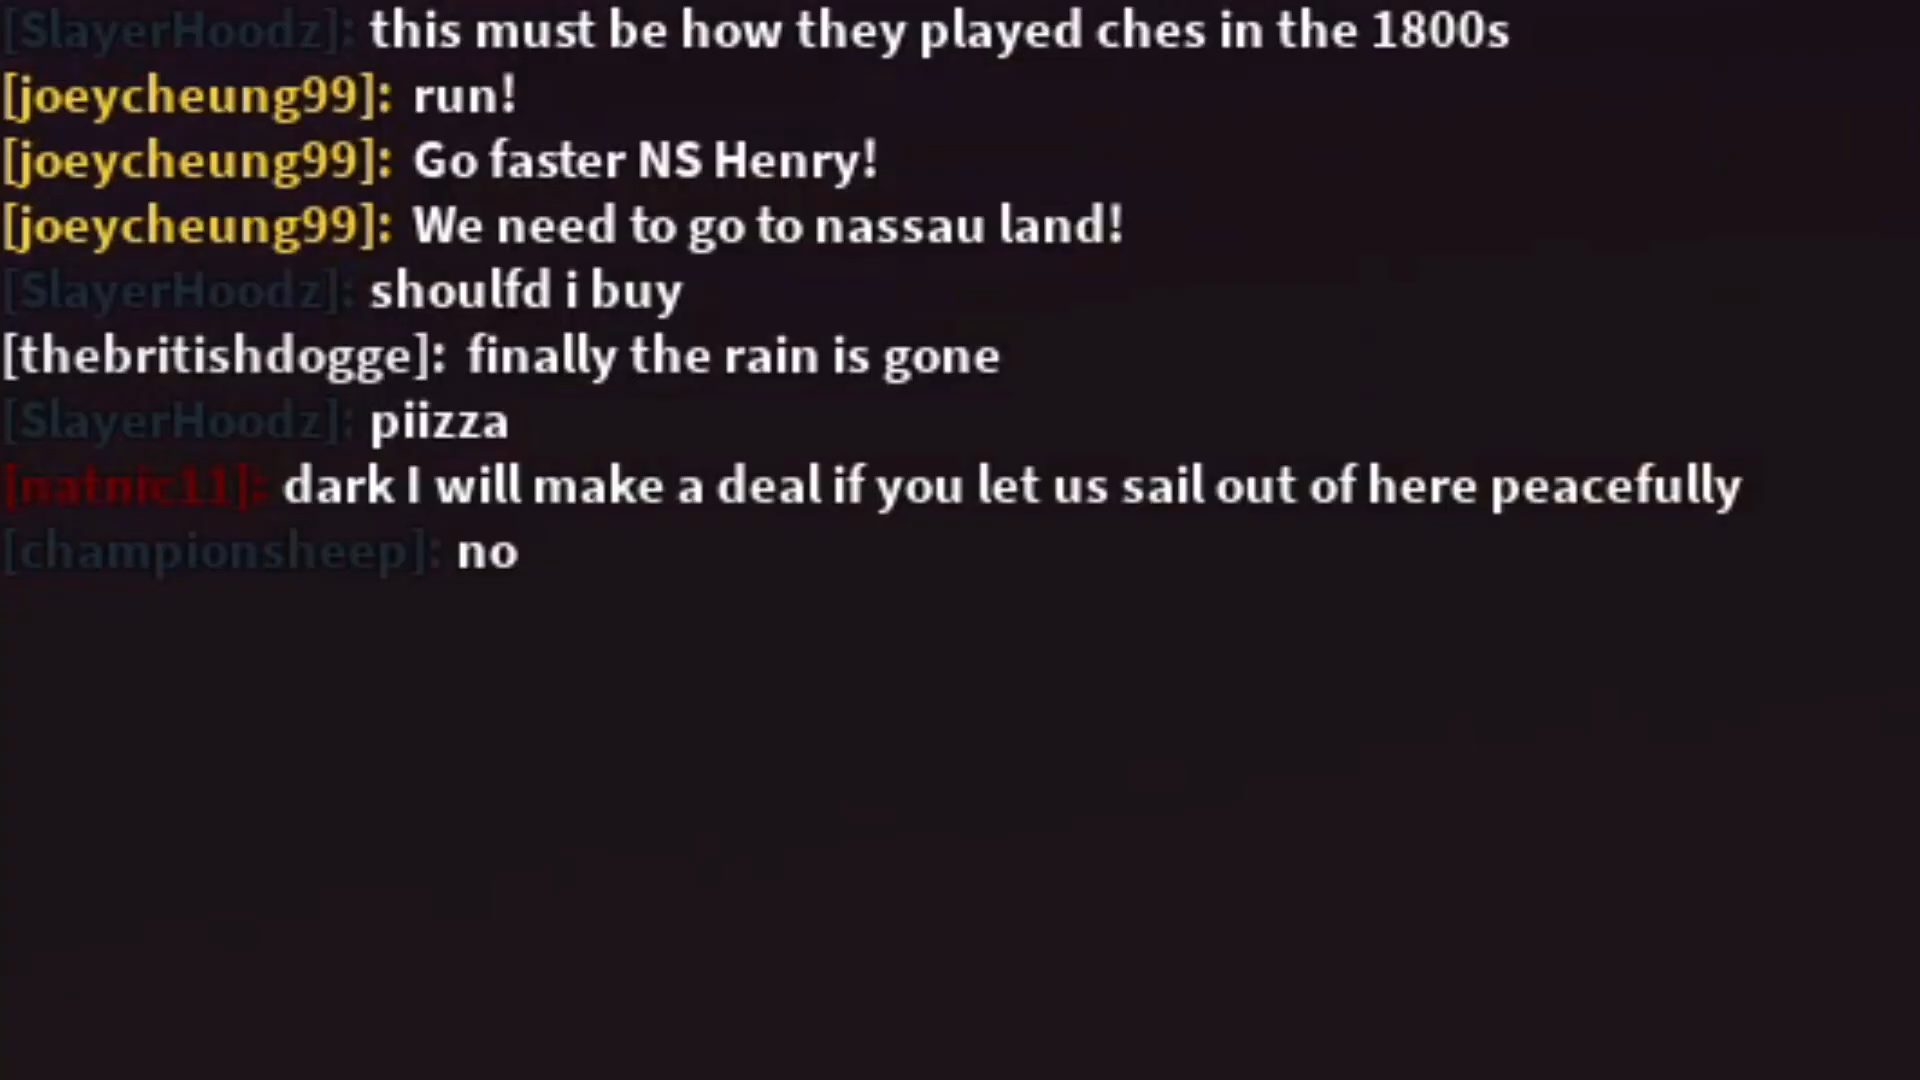 [SlayerHoodz]: this must be how they played ches in the 1800s
[joeycheung99]: run!
[joeycheung99]: Go faster NS Henry!
[joeycheung99]: We need to go to nassau land!
[SlayerHoodz]: shoulfd i buy
[thebritishdogge]: finally the rain is gone
[SlayerHoodz]: piizza
[natnic11]: dark I will make a deal if you let us sail out of here peacefully
[championsheep]: no